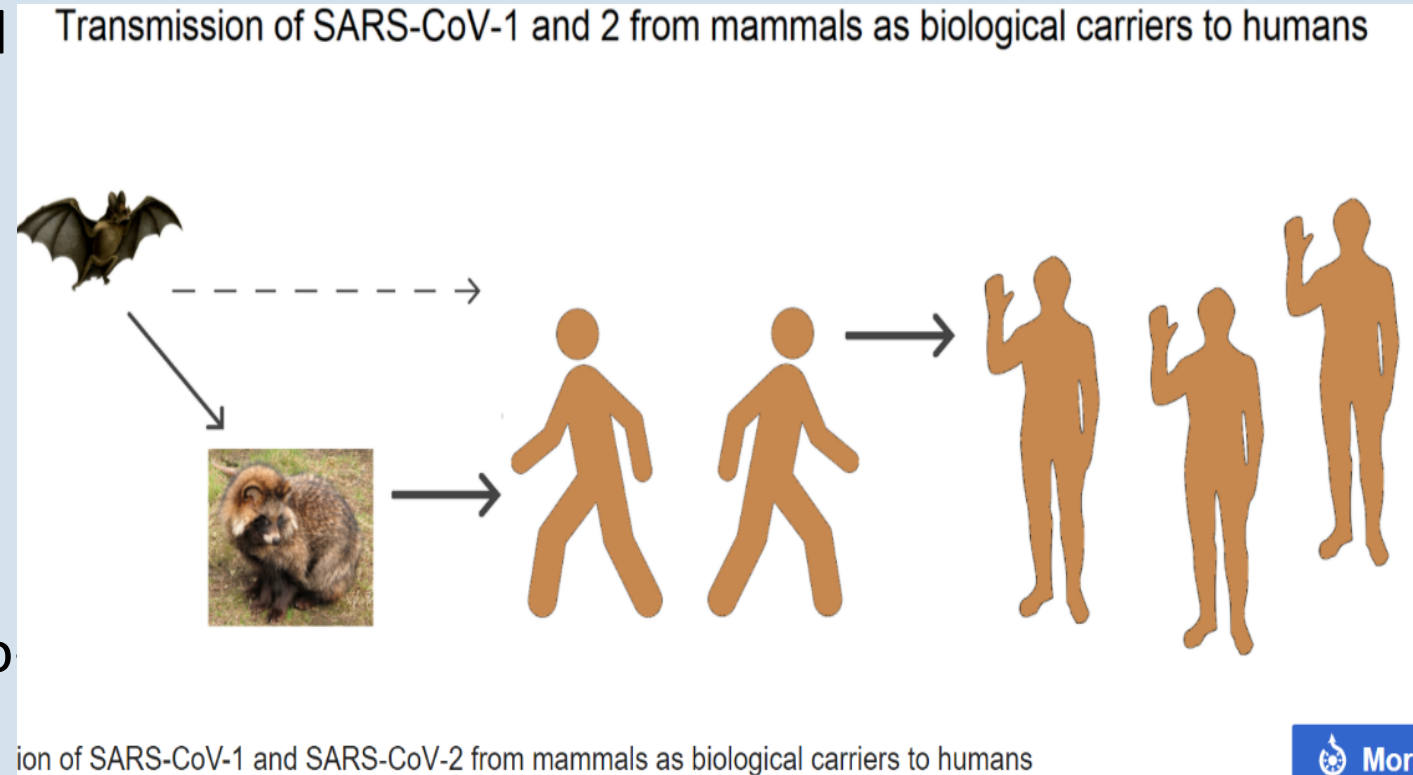 Transmission of SARS-CoV-1 and 2 from mammals as biological carriers to humans
ion of SARS-CoV-1 and SARS-CoV-2 from mammals as biological carriers to humans
Mor